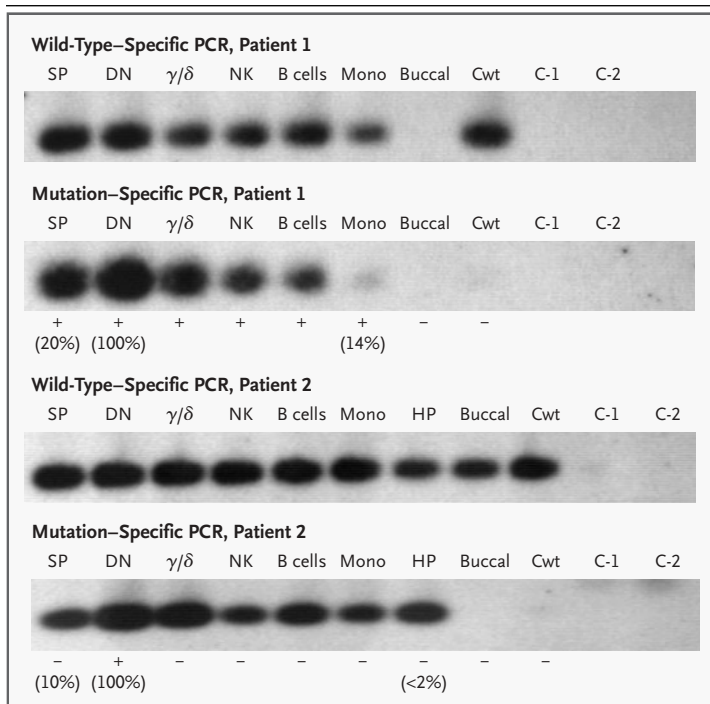 Wild-Type–Specific PCR, Patient 1
SP DN γ/δ NK B cells Mono Buccal Cwt C-1 C-2
Mutation–Specific PCR, Patient 1
SP DN γ/δ NK B cells Mono Buccal Cwt C-1 C-2
+ + + + + + – –
(20%) (100%) (14%)
Wild-Type–Specific PCR, Patient 2
SP DN γ/δ NK B cells Mono HP Buccal Cwt C-1 C-2
Mutation–Specific PCR, Patient 2
SP DN γ/δ NK B cells Mono HP Buccal Cwt C-1 C-2
– + – – – – – – –
(10%) (100%) (<2%)